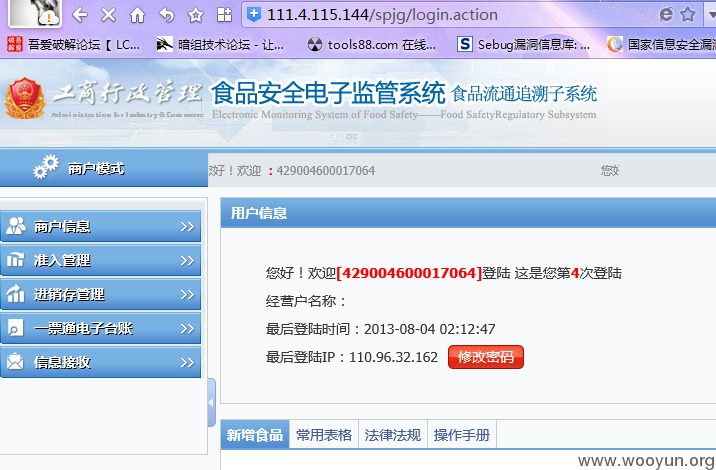 111.4.115.144/spjg/login.action
吾爱破解论坛【 LC... 暗组技术论坛 - 让... tools88.com 在线... Sebug漏洞信息库: ... 国家信息安全漏洞
工商行政管理 食品安全电子监管系统 食品流通追溯子系统
Administration for Industry & Commerce Electronic Monitoring System of Food Safety——Food SafetyRegulatory Subsystem
商户模式
您好！欢迎 ：429004600017064
您好
商户信息 >>
准入管理 >>
进销存管理 >>
一票通电子台账 >>
信息接收 >>
用户信息
您好！欢迎[429004600017064]登陆 这是您第4次登陆
经营户名称：
最后登陆时间：2013-08-04 02:12:47
最后登陆IP：110.96.32.162 修改密码
新增食品 常用表格 法律法规 操作手册
www.wooyun.org